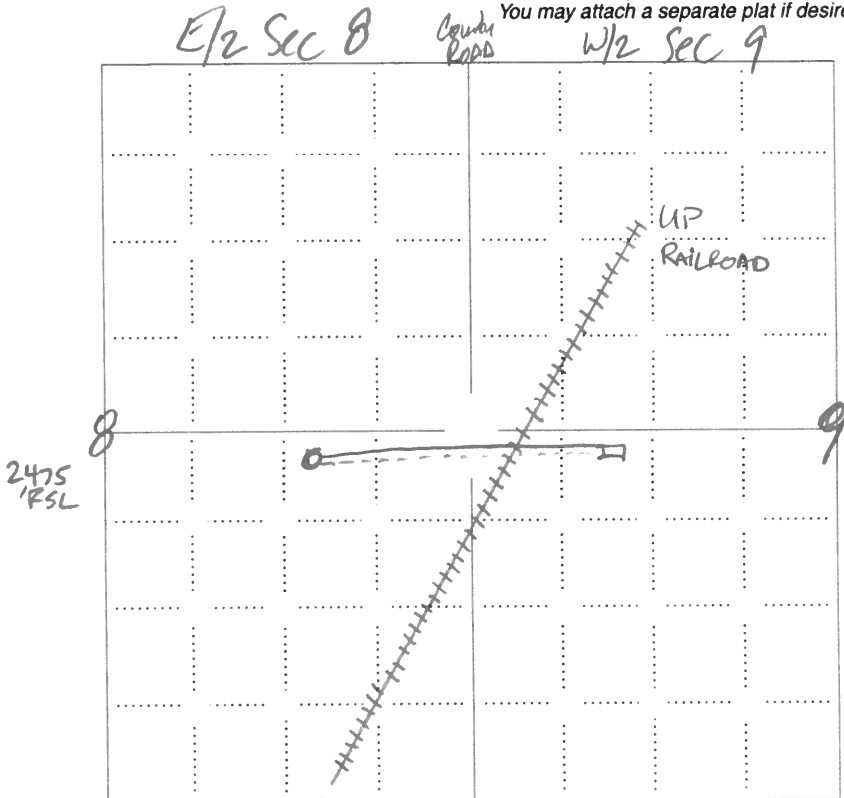 You may attach a separate plat if desire
E/2 Sec 8
County
ROAD
W/2 Sec 9
UP
RAILROAD
8
9
2475
'FSL